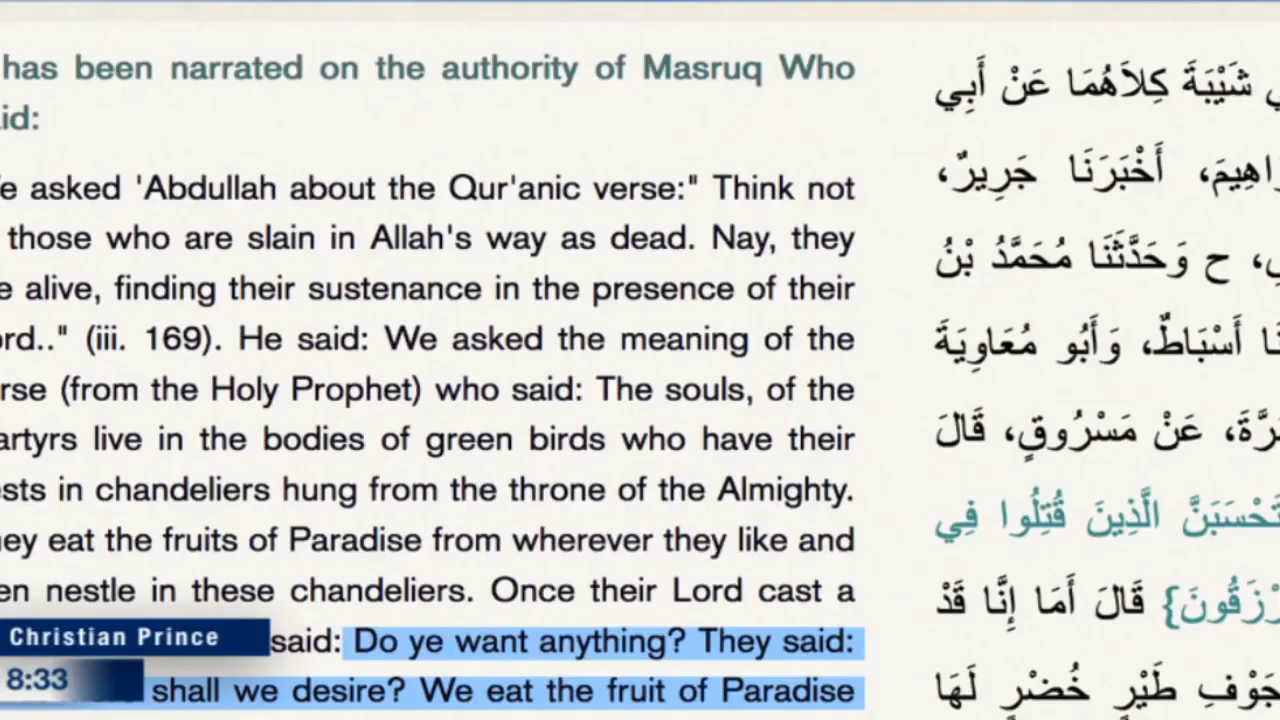 has been narrated on the authority of Masruq Who
id:
e asked 'Abdullah about the Qur'anic verse:" Think not
those who are slain in Allah's way as dead. Nay, they
e alive, finding their sustenance in the presence of their
ord.." (iii. 169). He said: We asked the meaning of the
rse (from the Holy Prophet) who said: The souls, of the
artyrs live in the bodies of green birds who have their
ests in chandeliers hung from the throne of the Almighty.
ey eat the fruits of Paradise from wherever they like and
en nestle in these chandeliers. Once their Lord cast a
said: Do ye want anything? They said:
shall we desire? We eat the fruit of Paradise
Christian Prince
8:33
ي شَيْبَةَ كِلاَهُمَا عَنْ أَبِي
رَاهِيمَ، أَخْبَرَنَا جَرِيرٌ،
، ح وَحَدَّثَنَا مُحَمَّدُ بْنُ
نَا أَسْبَاطٌ، وَأَبُو مُعَاوِيَةَ
رَّةَ، عَنْ مَسْرُوقٍ، قَالَ
تَحْسَبَنَّ الَّذِينَ قُتِلُوا فِي
رْزَقُونَ} قَالَ أَمَا إِنَّا قَدْ
جَوْفِ طَيْرٍ خُضْرٍ لَهَا